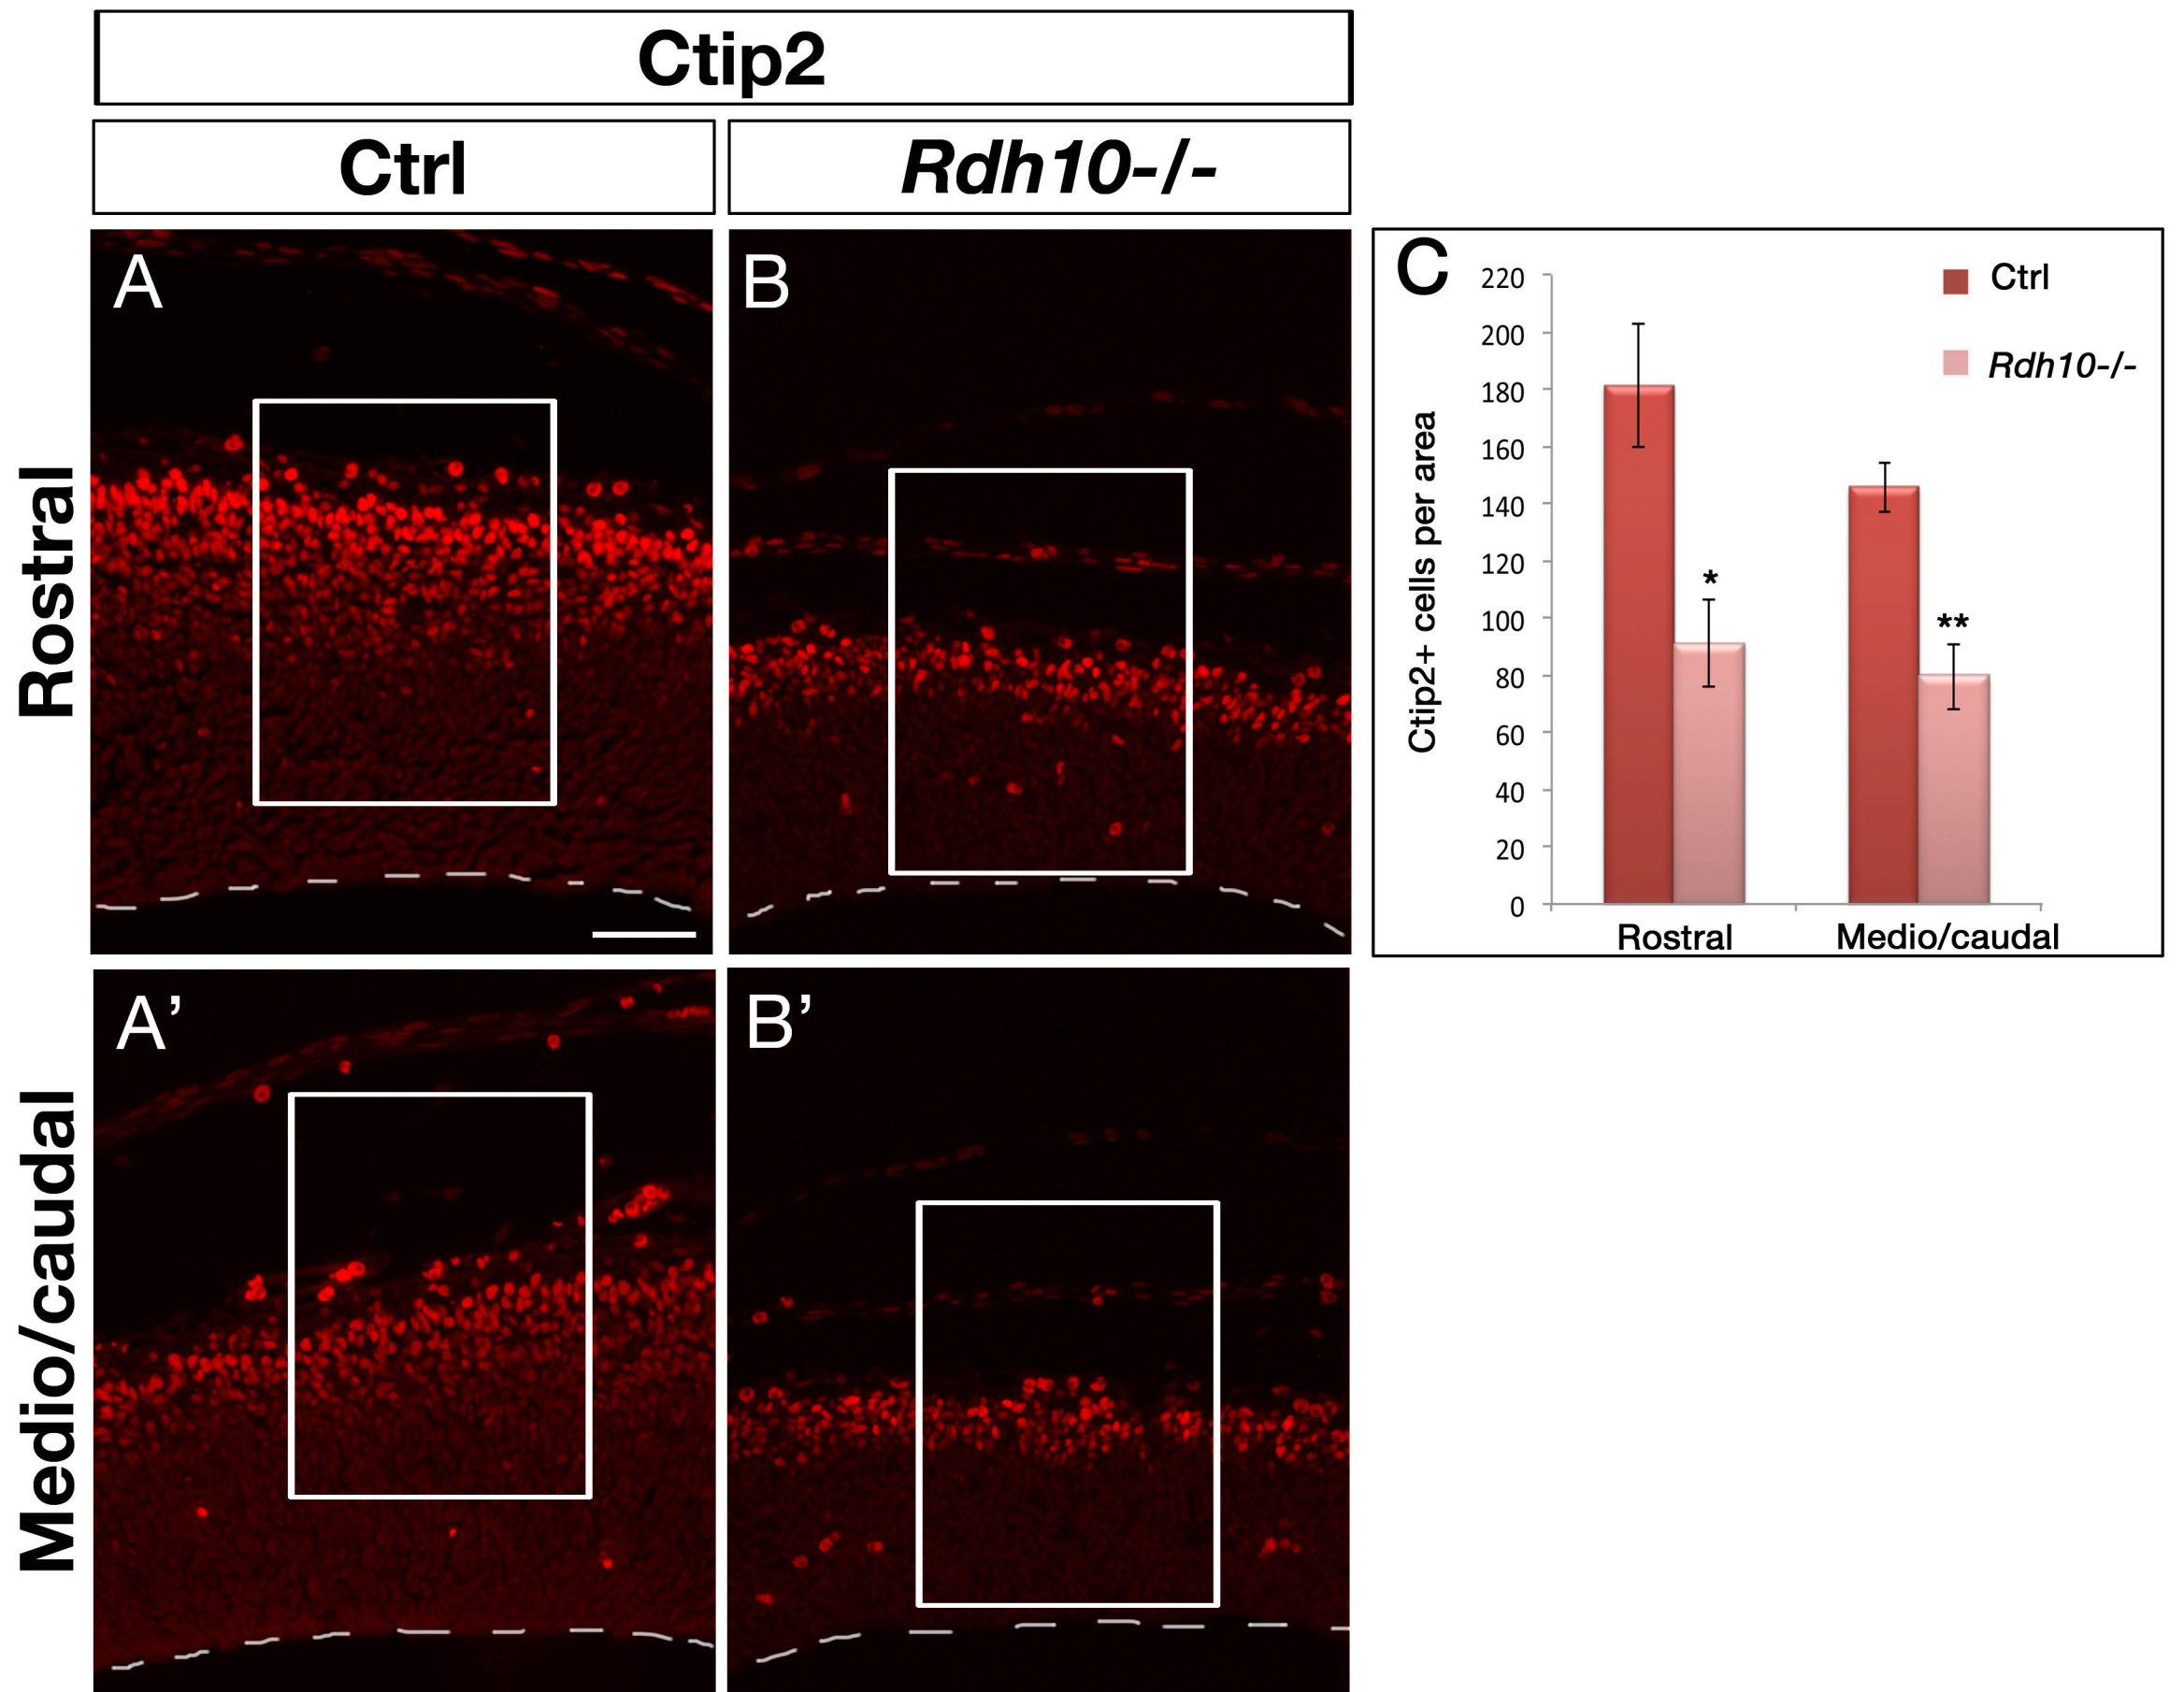 Ctip2
Ctrl
Rdh10-/-
Rostral
Medio/caudal
A
B
A’
B’
C
Ctip2+ cells per area
220
200
180
160
140
120
100
80
60
40
20
0
Ctrl
Rdh10-/-
*
**
Rostral
Medio/caudal